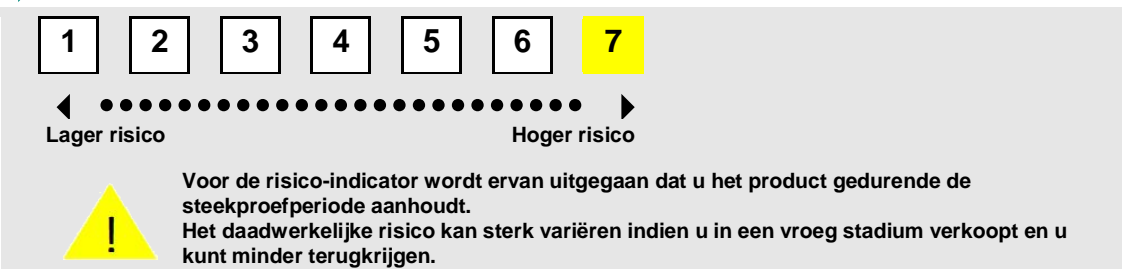 1 2 3 4 5 6 7
Lager risico Hoger risico
Voor de risico-indicator wordt ervan uitgegaan dat u het product gedurende de
steekproefperiode aanhoudt.
! Het daadwerkelijke risico kan sterk variëren indien u in een vroeg stadium verkoopt en u
kunt minder terugkrijgen.